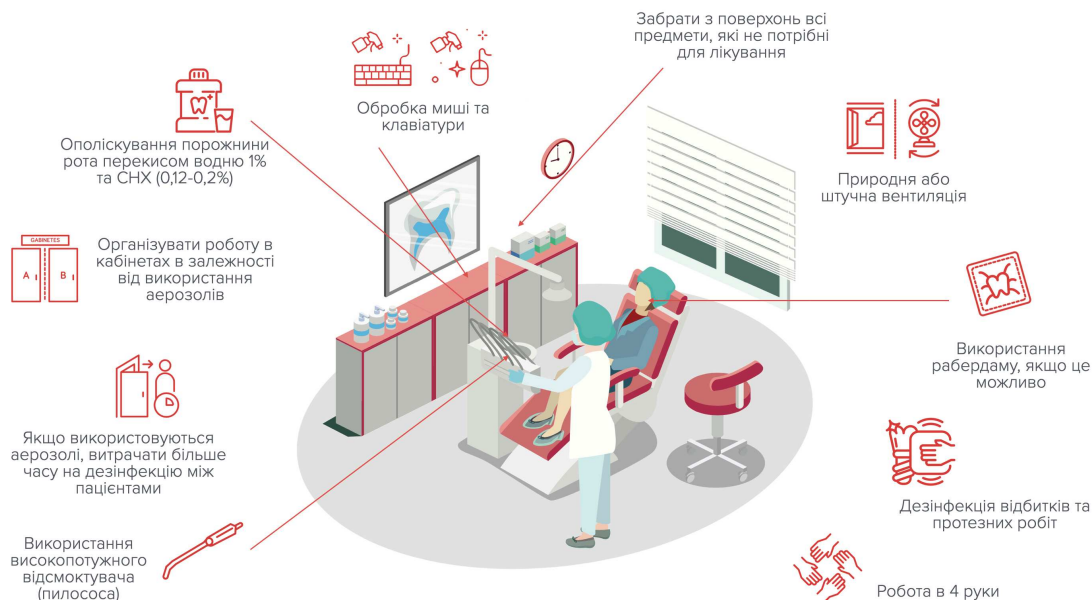 Забрати з поверхонь всі
предмети, які не потрібні
для лікування
Обробка миші та
клавіатури
Ополіскування порожнини
рота перекисом водню 1%
та СНХ (0,12-0,2%)
Природня або
штучна вентиляція
GABINETES
A
B
Організувати роботу в
кабінетах в залежності
від використання
аерозолів
Використання
рабердаму, якщо це
можливо
Якщо використовуються
аерозолі, витрачати більше
часу на дезінфекцію між
пацієнтами
Дезінфекція відбитків та
протезних робіт
Використання
високопотужного
відсмоктувача
(пилососа)
Робота в 4 руки